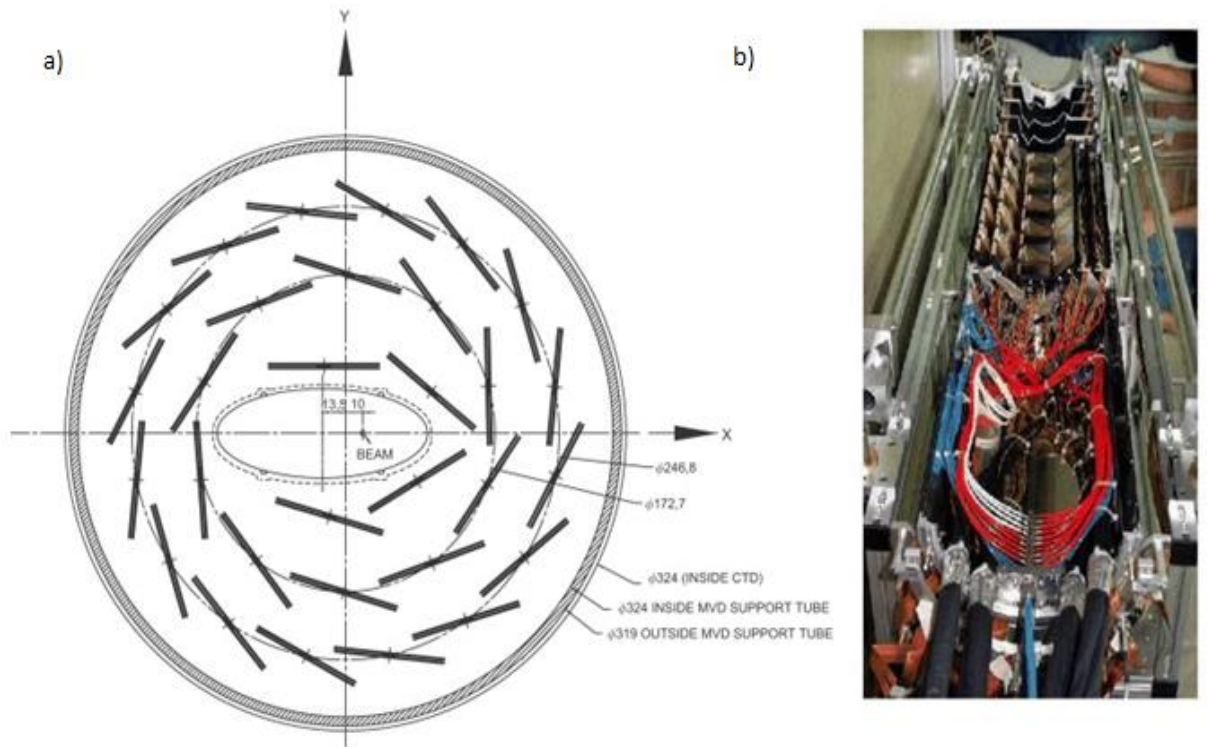 a)
Y
b)
13,9 10
BEAM
X
ϕ246,8
ϕ172,7
ϕ324 (INSIDE CTD)
ϕ324 INSIDE MVD SUPPORT TUBE
ϕ319 OUTSIDE MVD SUPPORT TUBE